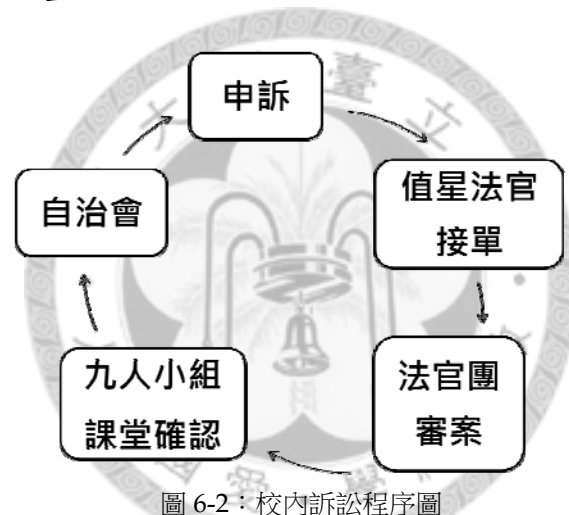 申訴
值星法官
接單
法官團
審案
九人小組
課堂確認
自治會
圖 6-2：校內訴訟程序圖